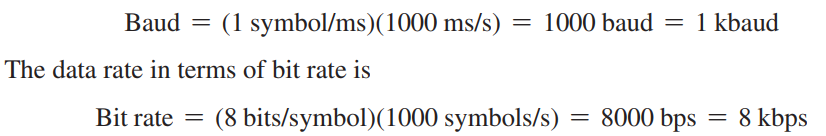 Baud = (1 symbol/ms)(1000 ms/s) = 1000 baud = 1 kbaud
The data rate in terms of bit rate is
Bit rate = (8 bits/symbol)(1000 symbols/s) = 8000 bps = 8 kbps